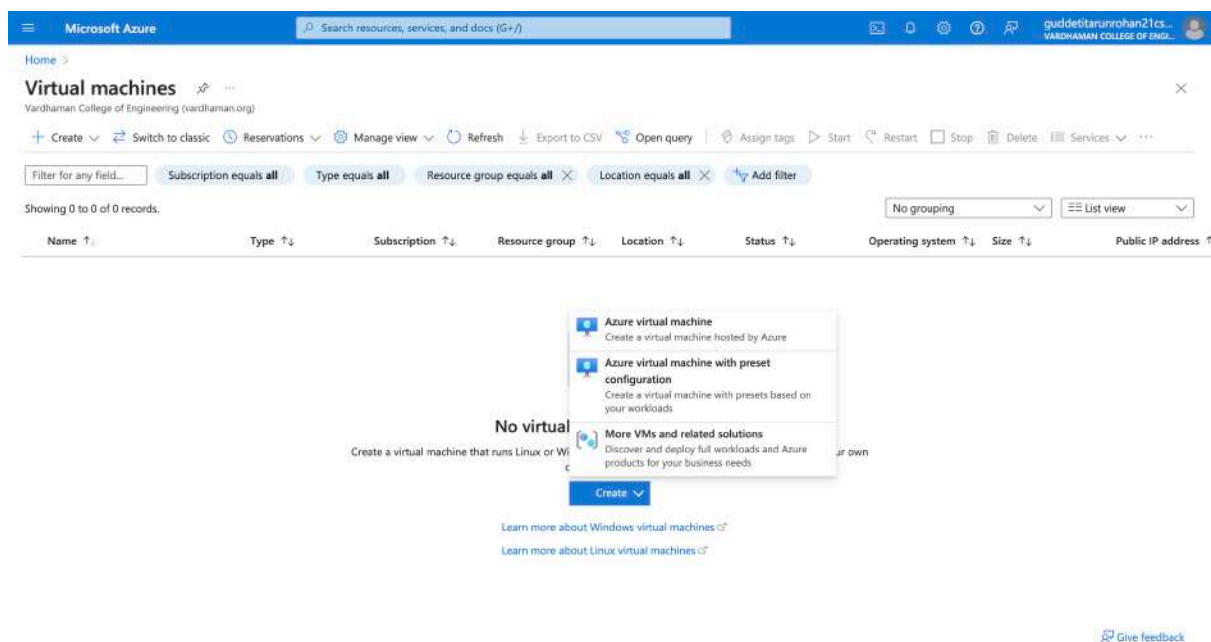 Microsoft Azure
Search resources, services, and docs (G+/)
guddetitarunrohan21cs...
VARDHAMAN COLLEGE OF ENGI...
Home >
Virtual machines ...
Vardhaman College of Engineering (vardhaman.org)
Create Switch to classic Reservations Manage view Refresh Export to CSV Open query Assign tags Start Restart Stop Delete Services ...
Filter for any field... Subscription equals all Type equals all Resource group equals all Location equals all Add filter
Showing 0 to 0 of 0 records.
No grouping List view
Name Type Subscription Resource group Location Status Operating system Size Public IP address
Azure virtual machine
Create a virtual machine hosted by Azure
Azure virtual machine with preset
configuration
Create a virtual machine with presets based on
your workloads
More VMs and related solutions
Discover and deploy full workloads and Azure
products for your business needs
No virtual
Create a virtual machine that runs Linux or Wi
ur own
Create
Learn more about Windows virtual machines
Learn more about Linux virtual machines
Give feedback